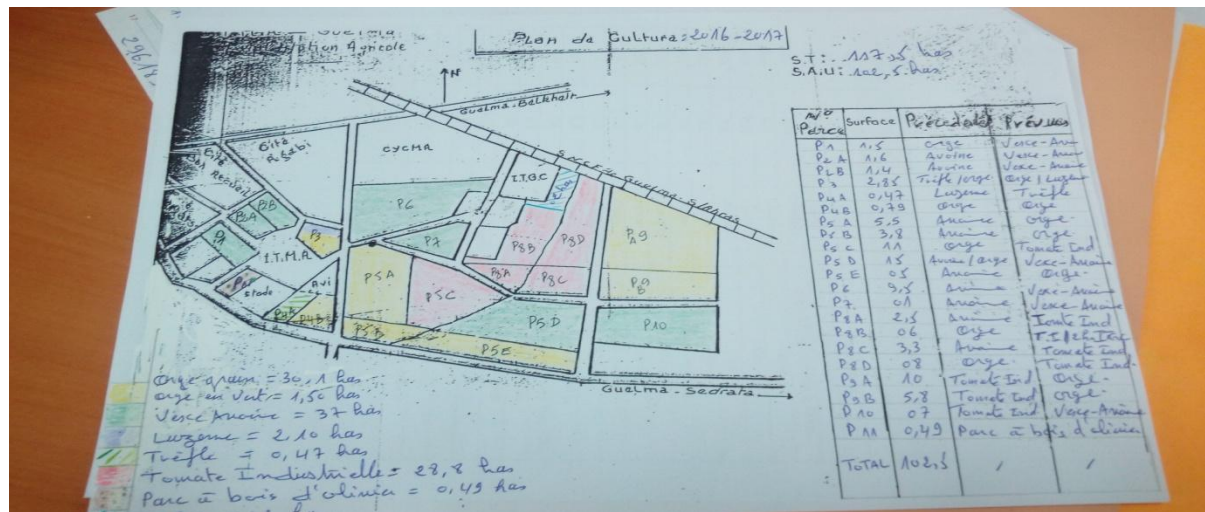 Guelma
Agricole
Plan de Culture: 2016-2017
S.T: 117,5 has
S.A.U: 102,5 has
N
Guelma-Belkheir
S.N.C.F. Guelma-
Cité
Cité Agabi
CYCMA
I.T.G.C
P6
P2A
P2B
P1
P3
I.T.M.A
P7
P8B
P8D
P8A
P8C
P9A
P9B
P11
stade
Avi
P4A
P4B
P5A
P5C
P5B
P5D
P5E
P10
Guelma-Sedrata
N° Parcelle Surface Précédents Prévus
P1 1,5 Orge Vesce-Avoine
P2A 1,6 Avoine Vesce-Avoine
P2B 1,4 Avoine Vesce-Avoine
P3 2,85 Trèfle/orge Orge/Luzerne
P4A 0,47 Luzerne Trèfle
P4B 0,79 Orge Orge
P5A 5,5 Avoine Orge
P5B 3,8 Avoine Orge
P5C 11 Orge Tomate Ind
P5D 15 Avoine/Orge Vesce-Avoine
P5E 05 Avoine Orge
P6 9,5 Avoine Vesce-Avoine
P7 01 Avoine Vesce-Avoine
P8A 2,5 Avoine Tomate Ind
P8B 06 Orge
P8C 3,3 Avoine Tomate Ind
P8D 08 Orge Tomate Ind
P9A 10 Tomate Ind Orge
P9B 5,8 Tomate Ind Orge
P10 07 Tomate Ind Vesce-Avoine
P11 0,49 Parc à bois d'olivier
TOTAL 102,5 / /
Orge grain = 30,1 has
Orge en Vert = 1,50 has
Vesce Avoine = 37 has
Luzerne = 2,10 has
Trèfle = 0,47 has
Tomate Industrielle = 28,8 has
Parc à bois d'olivier = 0,49 has